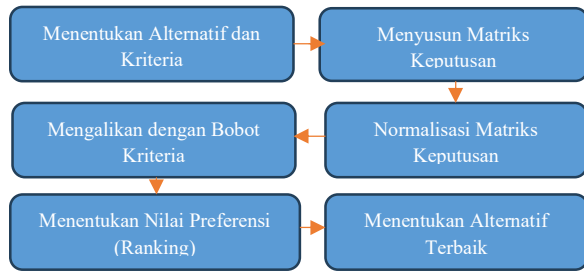 Menentukan Alternatif dan
Kriteria
Menyusun Matriks
Keputusan
Normalisasi Matriks
Keputusan
Mengalikan dengan Bobot
Kriteria
Menentukan Nilai Preferensi
(Ranking)
Menentukan Alternatif
Terbaik